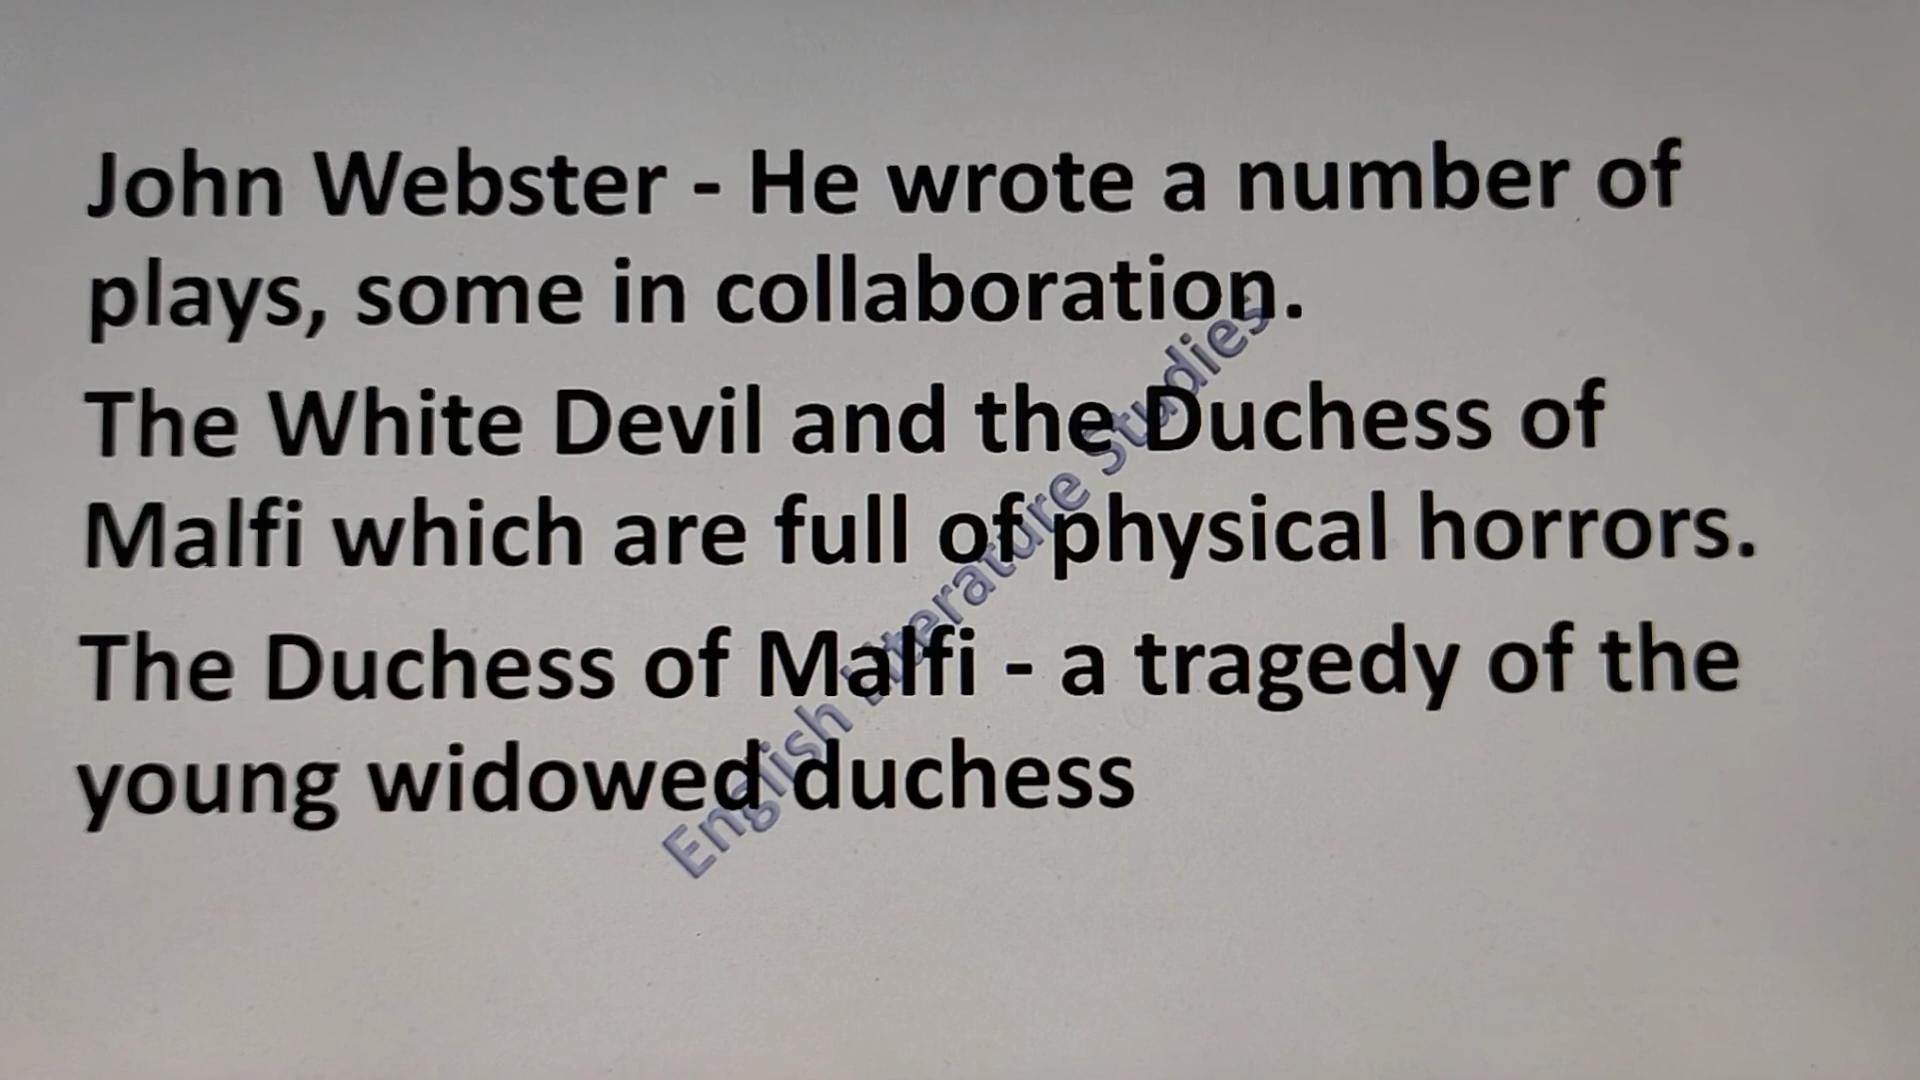 John Webster - He wrote a number of
plays, some in collaboration.
The White Devil and the Duchess of
Malfi which are full of physical horrors.
The Duchess of Malfi - a tragedy of the
young widowed duchess
English Literature Studies